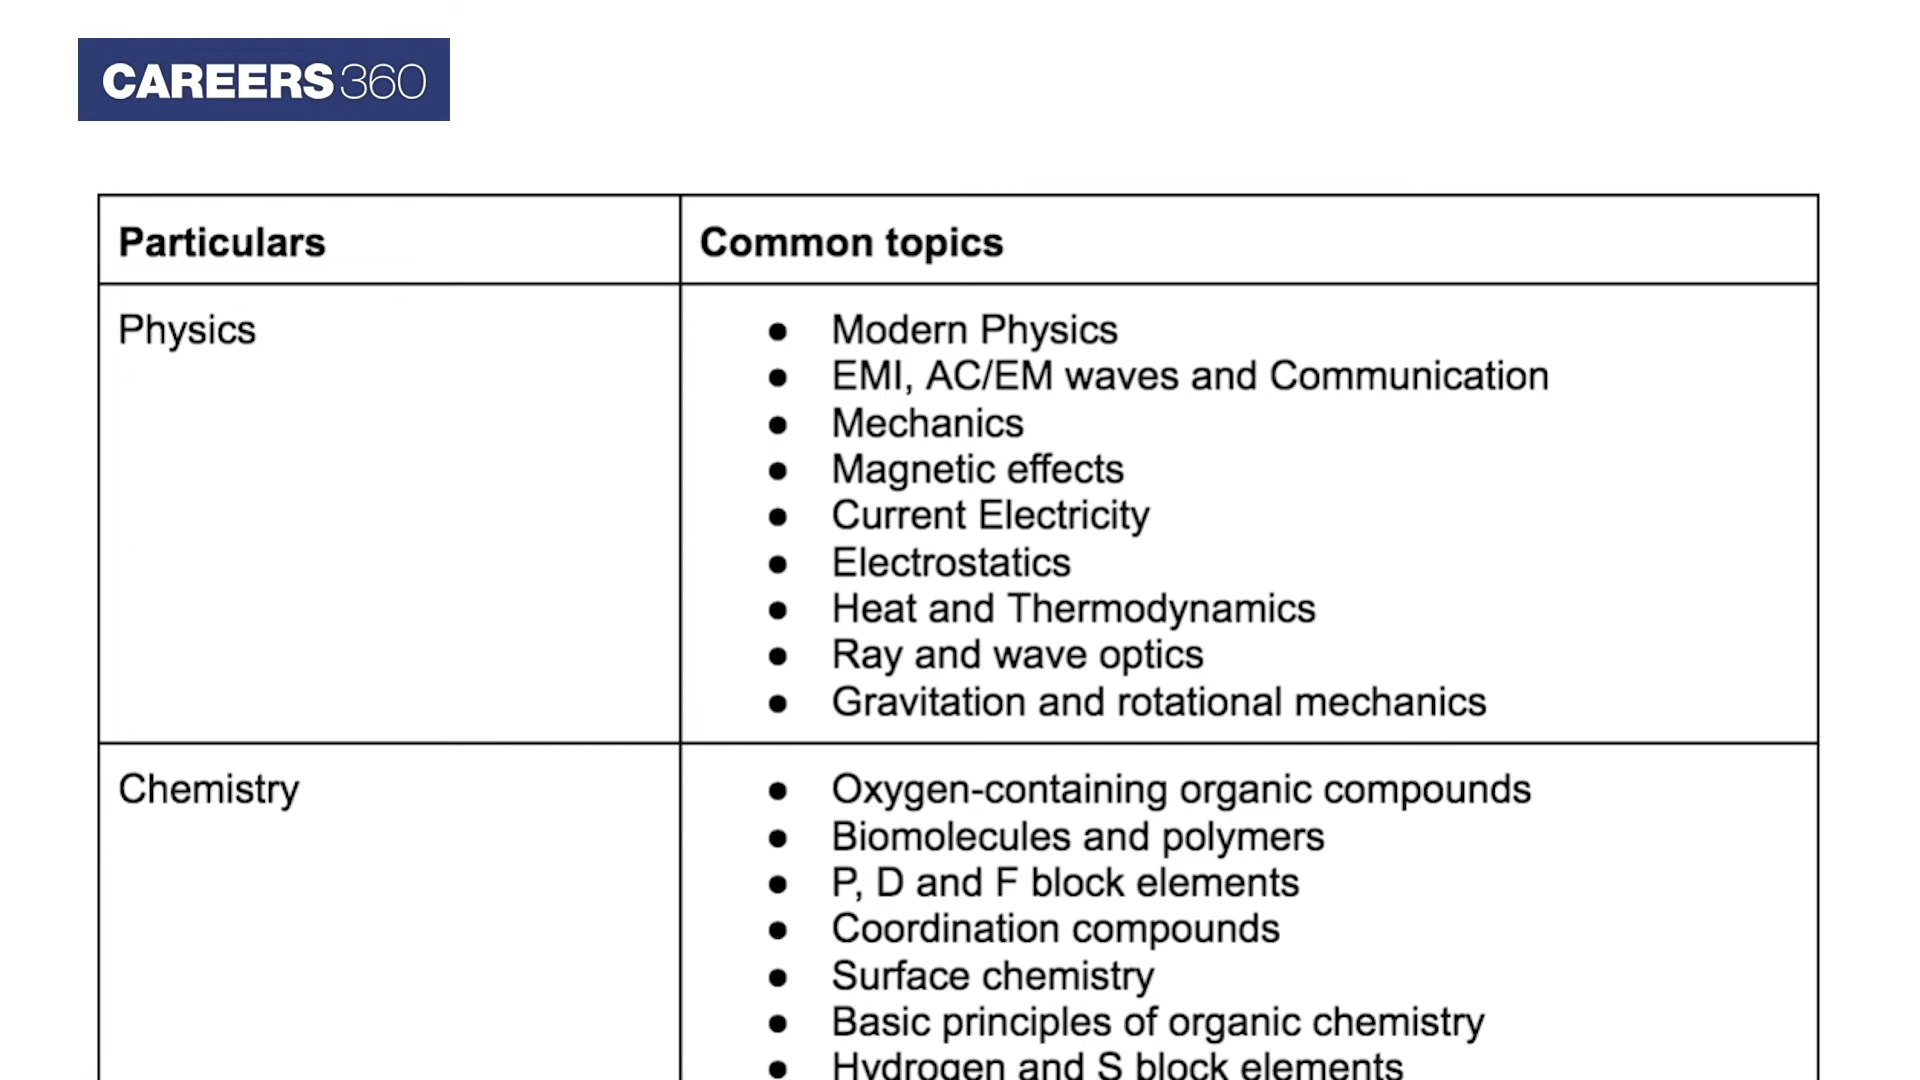 CAREERS360
Particulars
Common topics
Physics
● Modern Physics
● EMI, AC/EM waves and Communication
● Mechanics
● Magnetic effects
● Current Electricity
● Electrostatics
● Heat and Thermodynamics
● Ray and wave optics
● Gravitation and rotational mechanics
Chemistry
● Oxygen-containing organic compounds
● Biomolecules and polymers
● P, D and F block elements
● Coordination compounds
● Surface chemistry
● Basic principles of organic chemistry
● Hydrogen and S block elements